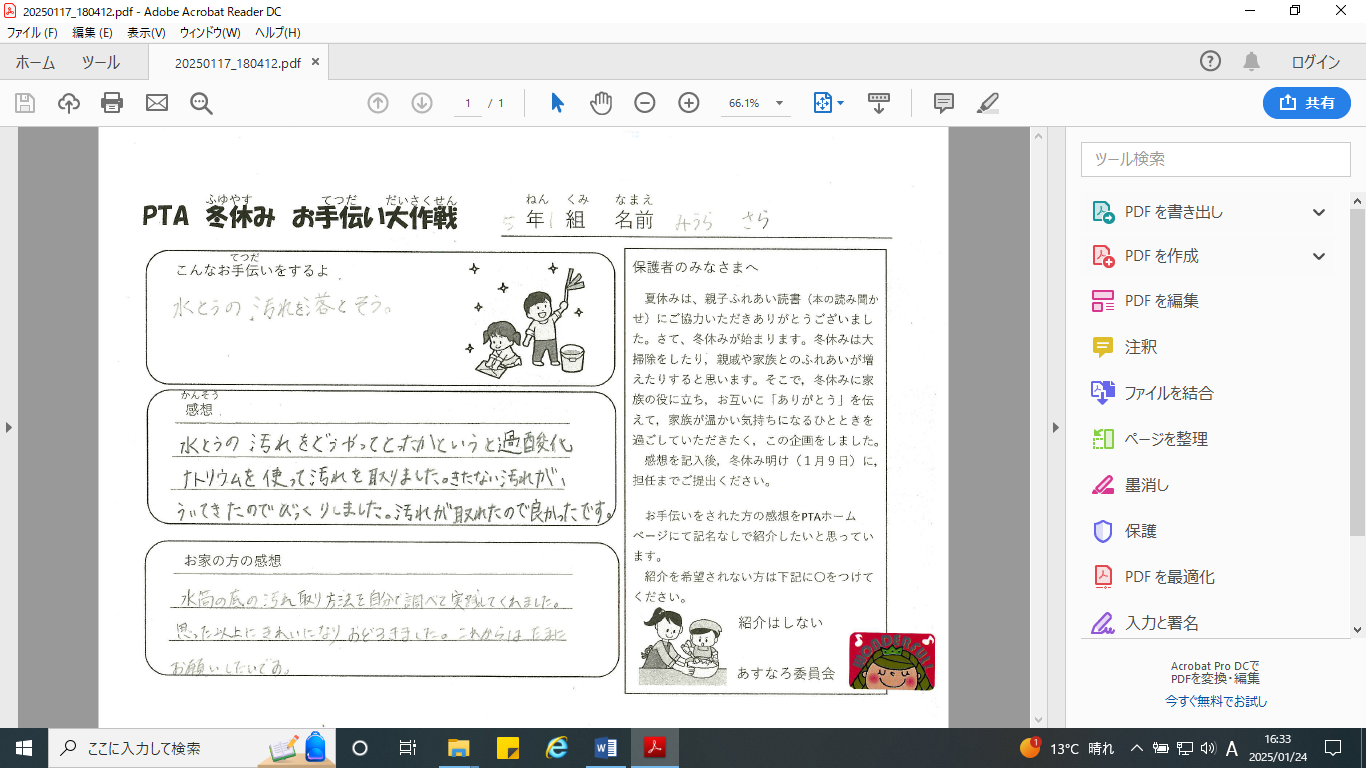 20250117_180412.pdf - Adobe Acrobat Reader DC
ファイル (F) 編集 (E) 表示(V) ウィンドウ(W) ヘルプ(H)
ホーム ツール 20250117_180412.pdf × ログイン
1 / 1 66.1% 共有
ツール検索
PDF を書き出し
PDF を作成
PDF を編集
注釈
ファイルを結合
ページを整理
墨消し
保護
PDF を最適化
入力と署名
Acrobat Pro DCで
PDFを変換・編集
今すぐ無料でお試し
ふゆやす てつだ だいさくせん ねん くみ なまえ
PTA 冬休み お手伝い大作戦 5 年 1 組 名前 みうら さら
てつだ
こんなお手伝いをするよ
水とうの汚れを落とそう。
かんそう
感想
水とうの汚れをどうやってとったかというと過酸化
ナトリウムを使って汚れを取りました。きたない汚れが、
ういてきたのでびっくりしました。汚れが取れたので良かったです。
お家の方の感想
水筒の底の汚れ取り方法を自分で調べて実践してくれました。
思った以上にきれいになりおどろきました。これからはたまに
お願いしたいです。
保護者のみなさまへ
夏休みは、親子ふれあい読書（本の読み聞か
せ）にご協力いただきありがとうございまし
た。さて、冬休みが始まります。冬休みは大
掃除をしたり，親戚や家族とのふれあいが増
えたりすると思います。そこで，冬休みに家
族の役に立ち，お互いに「ありがとう」を伝
えて，家族が温かい気持ちになるひとときを
過ごしていただきたく，この企画をしました。
感想を記入後，冬休み明け（１月９日）に，
担任までご提出ください。
お手伝いをされた方の感想をPTAホーム
ページにて記名なしで紹介したいと思ってい
ます。
紹介を希望されない方は下記に〇をつけて
ください。
紹介はしない
あすなろ委員会
WONDERFUL!
ここに入力して検索
1 13°C 晴れ A 16:33
2025/01/24